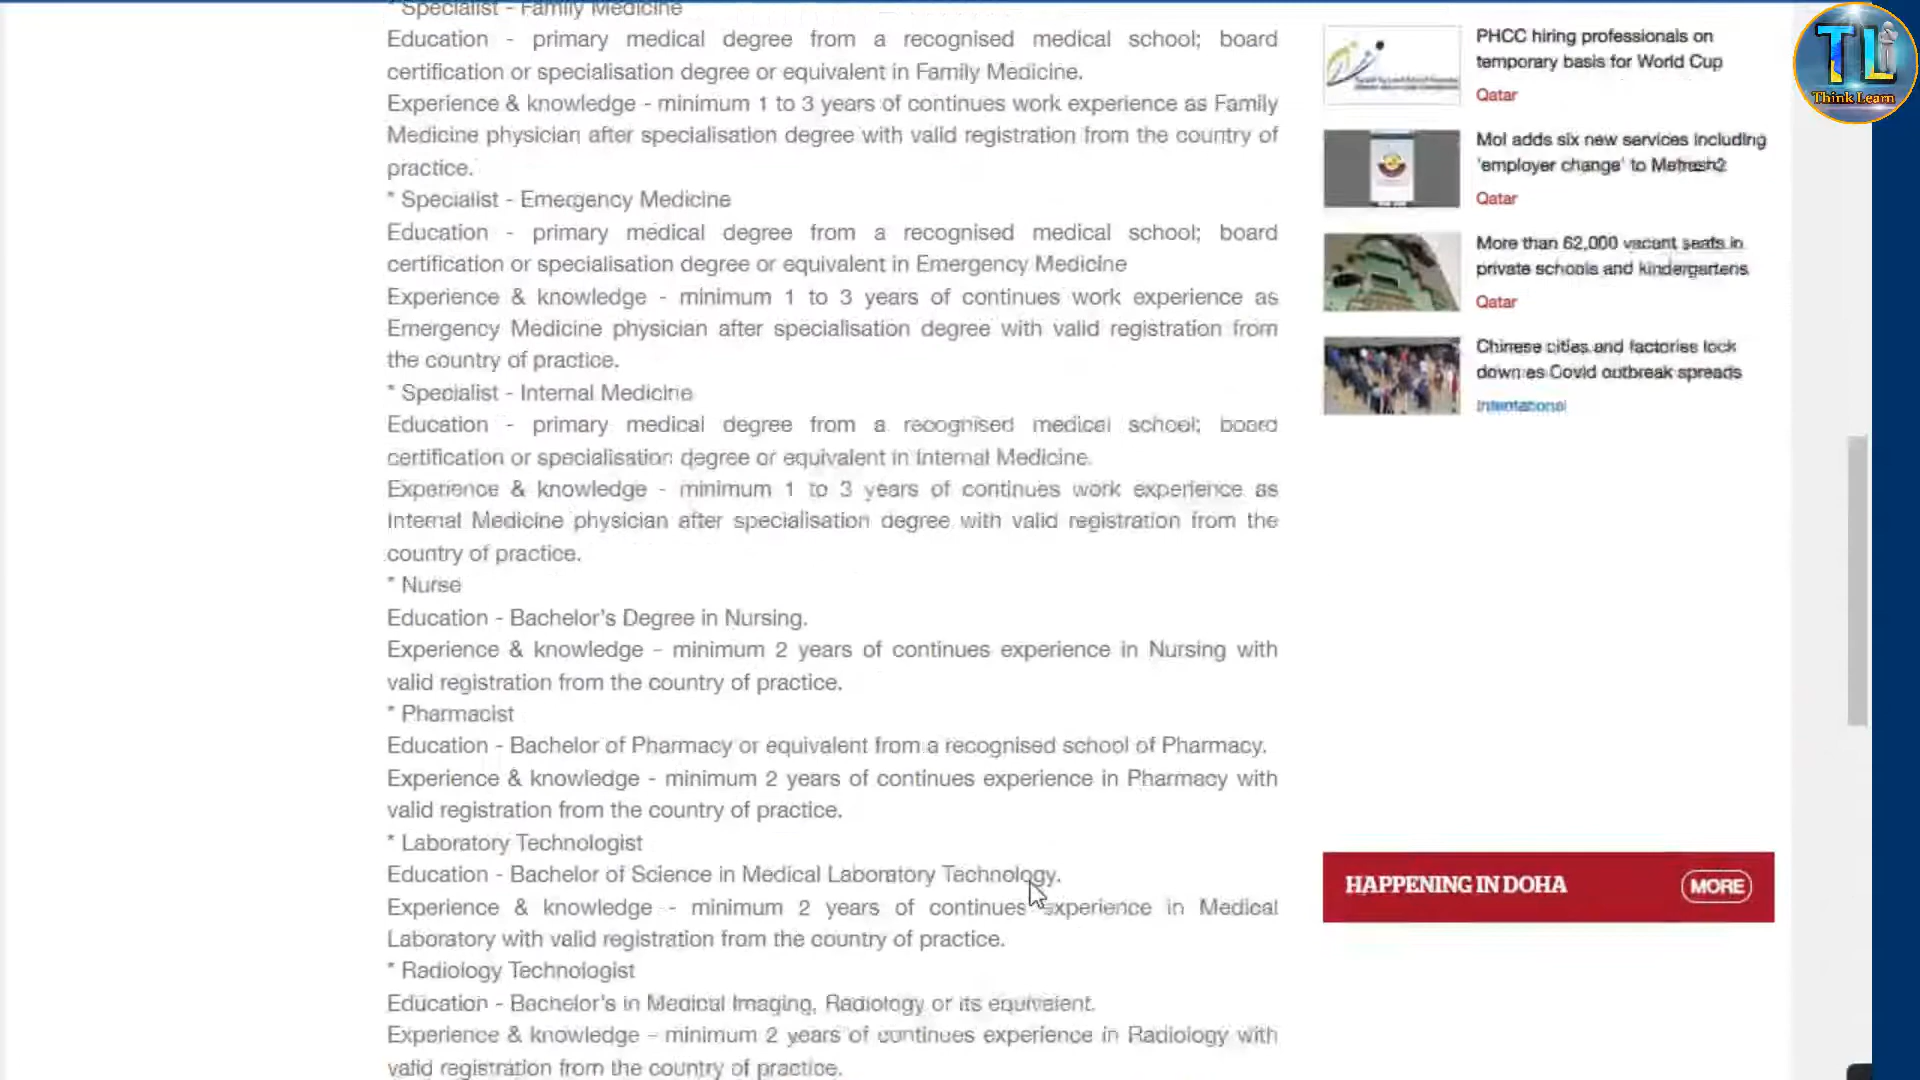 * Specialist - Family Medicine
Education - primary medical degree from a recognised medical school; board
certification or specialisation degree or equivalent in Family Medicine.
Experience & knowledge - minimum 1 to 3 years of continues work experience as Family
Medicine physician after specialisation degree with valid registration from the country of
practice.
* Specialist - Emergency Medicine
Education - primary medical degree from a recognised medical school; board
certification or specialisation degree or equivalent in Emergency Medicine
Experience & knowledge - minimum 1 to 3 years of continues work experience as
Emergency Medicine physician after specialisation degree with valid registration from
the country of practice.
* Specialist - Internal Medicine
Education - primary medical degree from a recognised medical school; board
certification or specialisation degree or equivalent in Internal Medicine.
Experience & knowledge - minimum 1 to 3 years of continues work experience as
Internal Medicine physician after specialisation degree with valid registration from the
country of practice.
* Nurse
Education - Bachelor's Degree in Nursing.
Experience & knowledge - minimum 2 years of continues experience in Nursing with
valid registration from the country of practice.
* Pharmacist
Education - Bachelor of Pharmacy or equivalent from a recognised school of Pharmacy.
Experience & knowledge - minimum 2 years of continues experience in Pharmacy with
valid registration from the country of practice.
* Laboratory Technologist
Education - Bachelor of Science in Medical Laboratory Technology.
Experience & knowledge - minimum 2 years of continues experience in Medical
Laboratory with valid registration from the country of practice.
* Radiology Technologist
Education - Bachelor's in Medical Imaging, Radiology or its equivalent.
Experience & knowledge - minimum 2 years of continues experience in Radiology with
valid registration from the country of practice.
PHCC hiring professionals on
temporary basis for World Cup
Qatar
MoI adds six new services including
'employer change' to Metrash2
Qatar
More than 62,000 vacant seats in
private schools and kindergartens
Qatar
Chinese cities and factories lock
down as Covid outbreak spreads
International
HAPPENING IN DOHA
MORE
TL
Think Learn